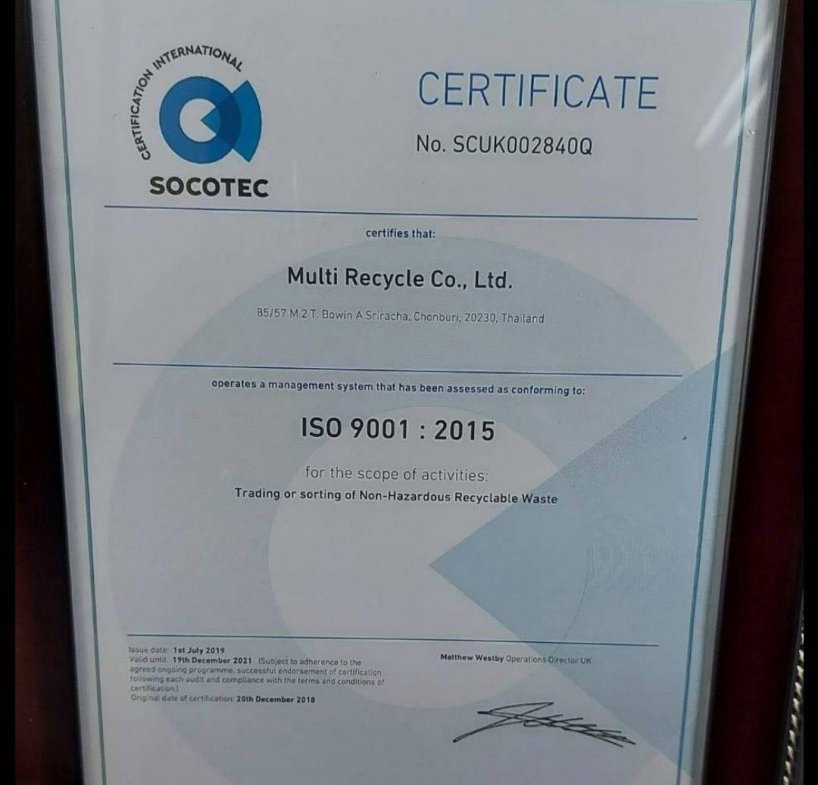 CERTIFICATION INTERNATIONAL
SOCOTEC
CERTIFICATE
No. SCUK002840Q
certifies that:
Multi Recycle Co., Ltd.
85/57 M.2 T. Bowin A.Sriracha, Chonburi, 20230, Thailand
operates a management system that has been assessed as conforming to:
ISO 9001 : 2015
for the scope of activities:
Trading or sorting of Non-Hazardous Recyclable Waste
Issue date: 1st July 2019
Valid until: 19th December 2021 (Subject to adherence to the
agreed ongoing programme, successful endorsement of certification
following each audit and compliance with the terms and conditions of
certification.)
Original date of certification: 20th December 2018
Matthew Westby Operations Director UK